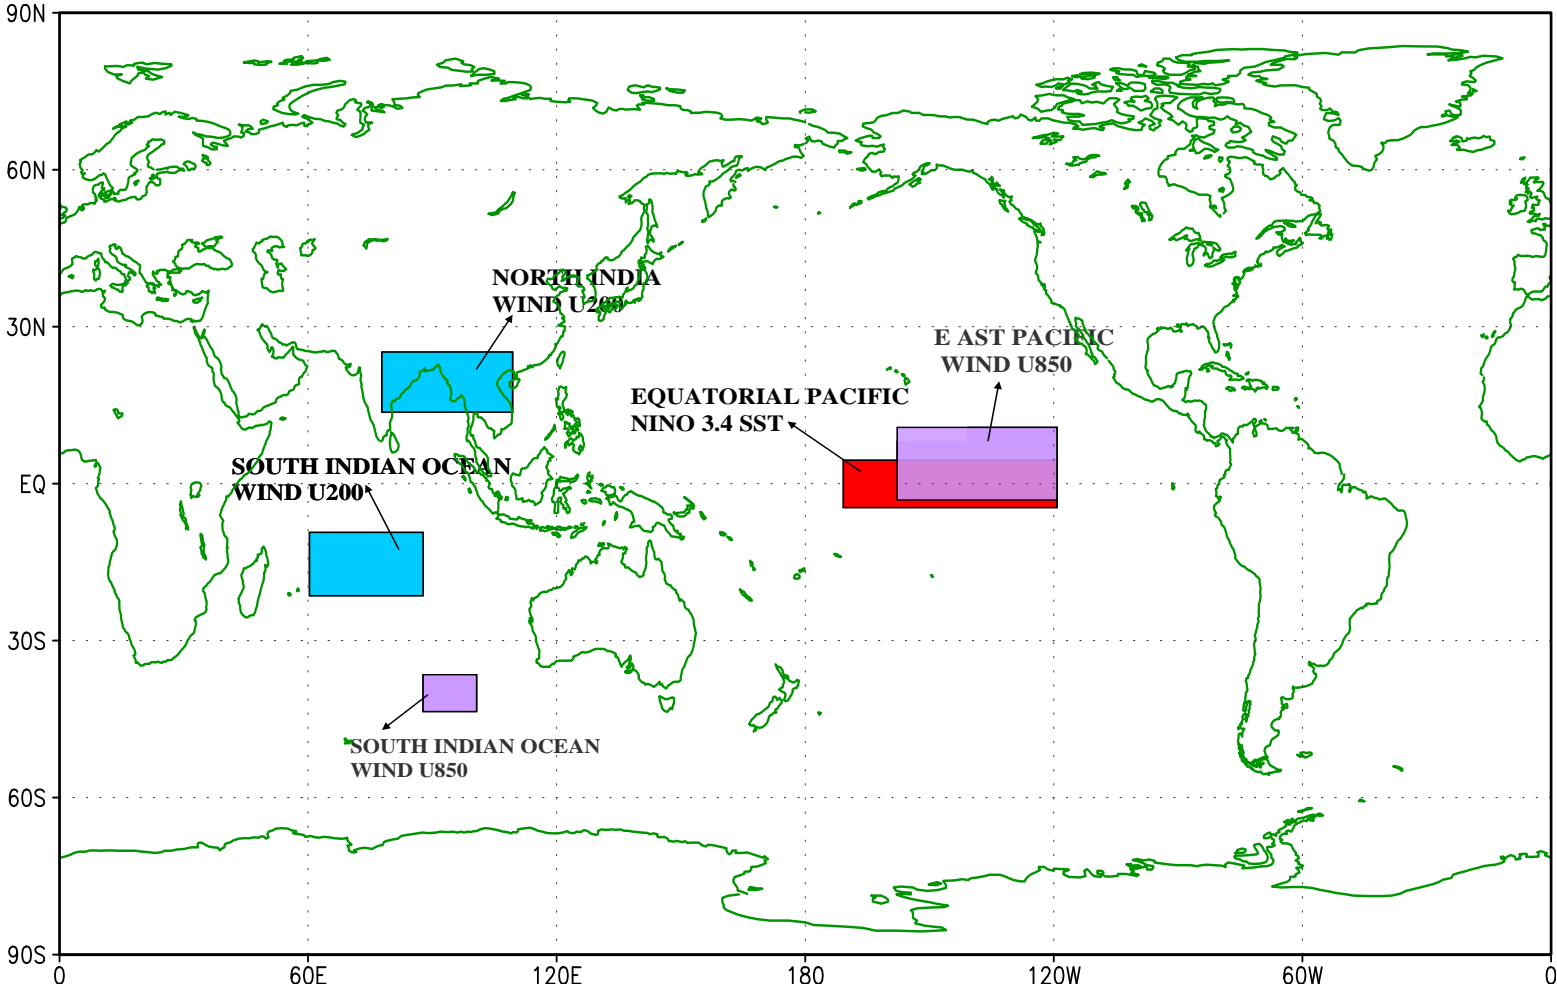 90N
60N
30N
EQ
30S
60S
90S
NORTH INDIA
WIND U200
E AST PACIFIC
WIND U850
EQUATORIAL PACIFIC
NINO 3.4 SST
SOUTH INDIAN OCEAN
WIND U200
SOUTH INDIAN OCEAN
WIND U850
0 60E 120E 180 120W 60W 0